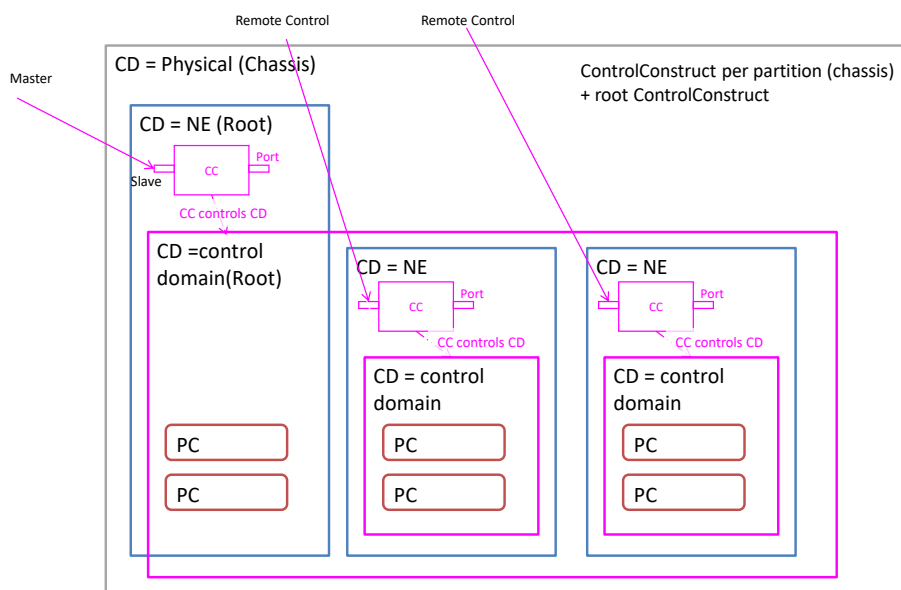 Remote Control
Remote Control
Master
CD = Physical (Chassis)
ControlConstruct per partition (chassis)
+ root ControlConstruct
CD = NE (Root)
CC
Port
Slave
CC controls CD
CD =control
domain(Root)
CD = NE
CC
Port
CC controls CD
CD = control
domain
CD = NE
CC
Port
CC controls CD
CD = control
domain
PC
PC
PC
PC
PC
PC